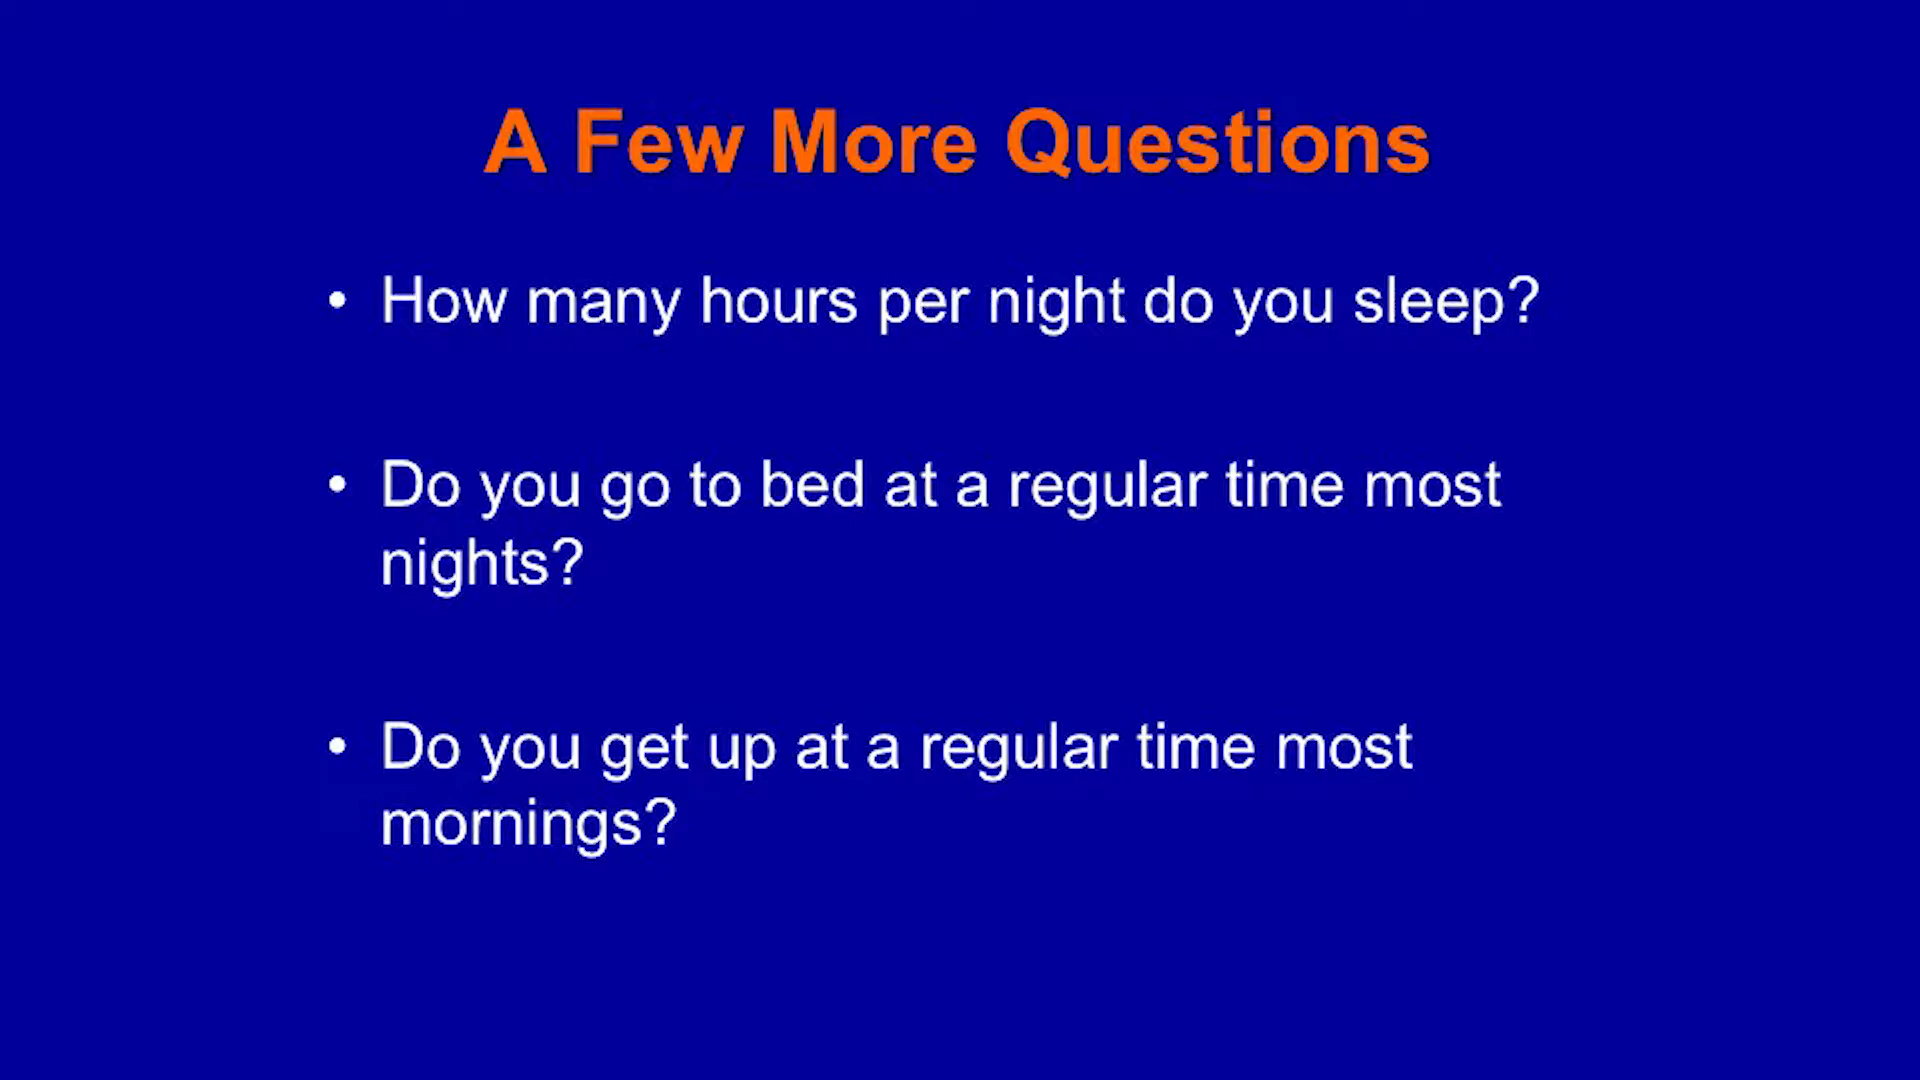 A Few More Questions
• How many hours per night do you sleep?
• Do you go to bed at a regular time most
nights?
• Do you get up at a regular time most
mornings?